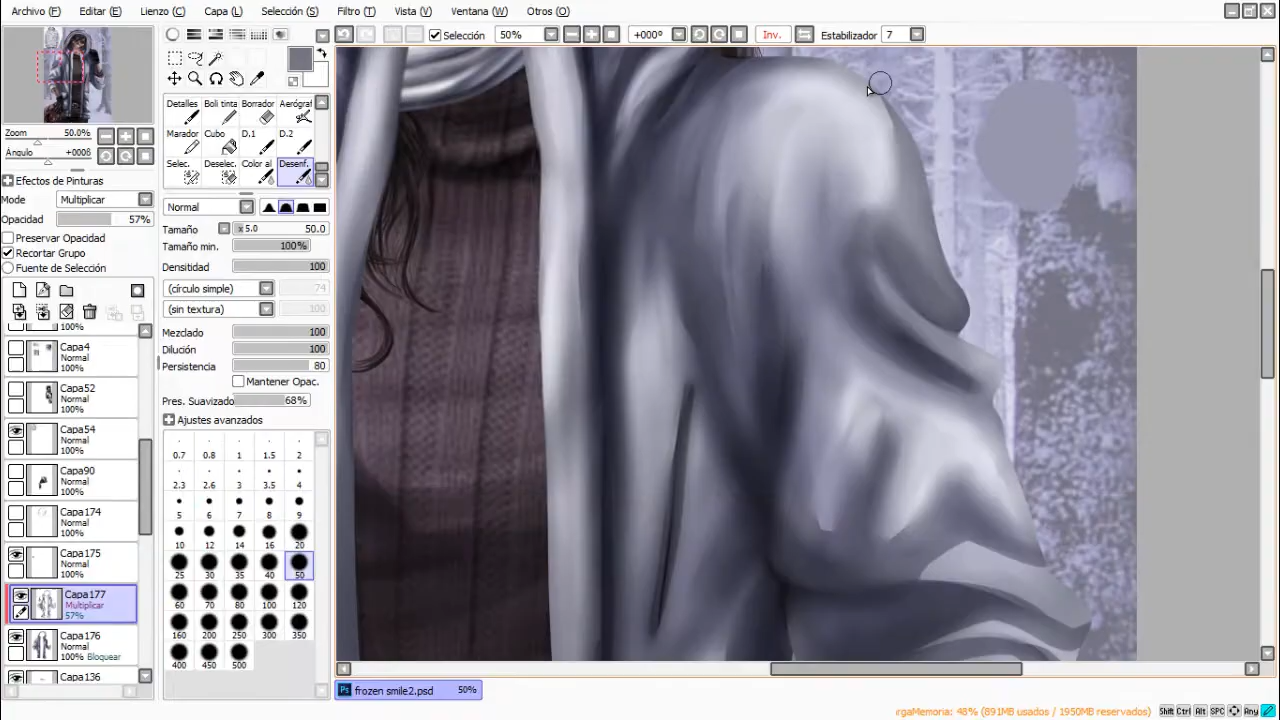 Archivo (F) Editar (E) Lienzo (C) Capa (L) Selección (S) Filtro (T) Vista (V) Ventana (W) Otros (O)
Selección 50% +000º Inv. Estabilizador 7
Zoom 50.0%
Ángulo +000ß
Efectos de Pinturas
Mode Multiplicar
Opacidad 57%
Preservar Opacidad
Recortar Grupo
Fuente de Selección
100%
Capa4
Normal
100%
Capa52
Normal
100%
Capa54
Normal
100%
Capa90
Normal
100%
Capa174
Normal
100%
Capa175
Normal
100%
Capa177
Multiplicar
57%
Capa176
Normal
100% Bloquear
Capa136
Detalles Boli tinta Borrador Aerógraf
Marador Cubo D.1 D.2
Selec. Deselec. Color al Desenf.
Normal
Tamaño x 5.0 50.0
Tamaño min. 100%
Densitidad 100
(círculo simple) 74
(sin textura) 100
Mezclado 100
Dilución 100
Persistencia 80
Mantener Opac.
Pres. Suavizado 68%
Ajustes avanzados
0.7 0.8 1 1.5 2
2.3 2.6 3 3.5 4
5 6 7 8 9
10 12 14 16 20
25 30 35 40 50
60 70 80 100 120
160 200 250 300 350
400 450 500
Ps frozen smile2.psd 50%
rgaMemoria: 48% (891MB usados / 1950MB reservados) Shift Ctrl Alt SPC Any